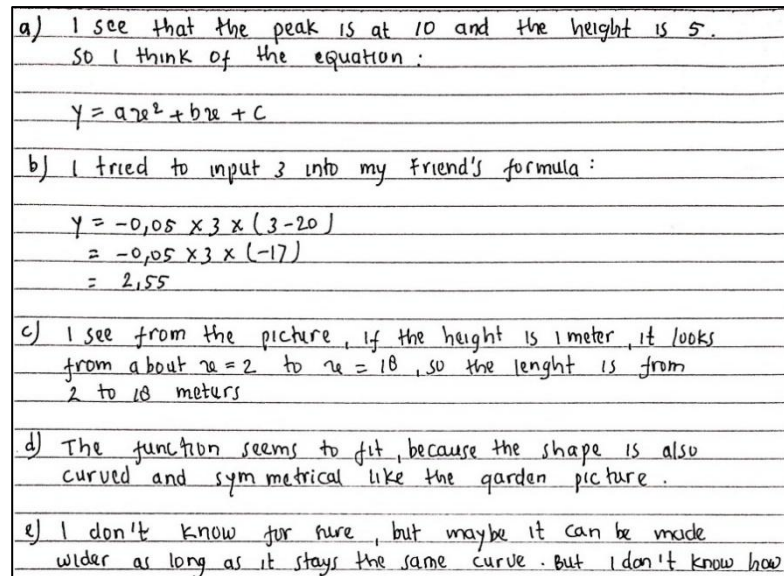 a) I see that the peak is at 10 and the height is 5.
so I think of the equation :
y = ax² + bx + c
b) I tried to input 3 into my friend's formula :
y = -0,05 x 3 x (3-20)
= -0,05 x 3 x (-17)
= 2,55
c) I see from the picture, if the height is 1 meter, it looks
from about x = 2 to x = 18, so the lenght is from
2 to 18 meturs
d) The function seems to fit, because the shape is also
curved and symmetrical like the garden picture.
e) I don't know for sure, but maybe it can be made
wider as long as it stays the same curve. But I don't know how